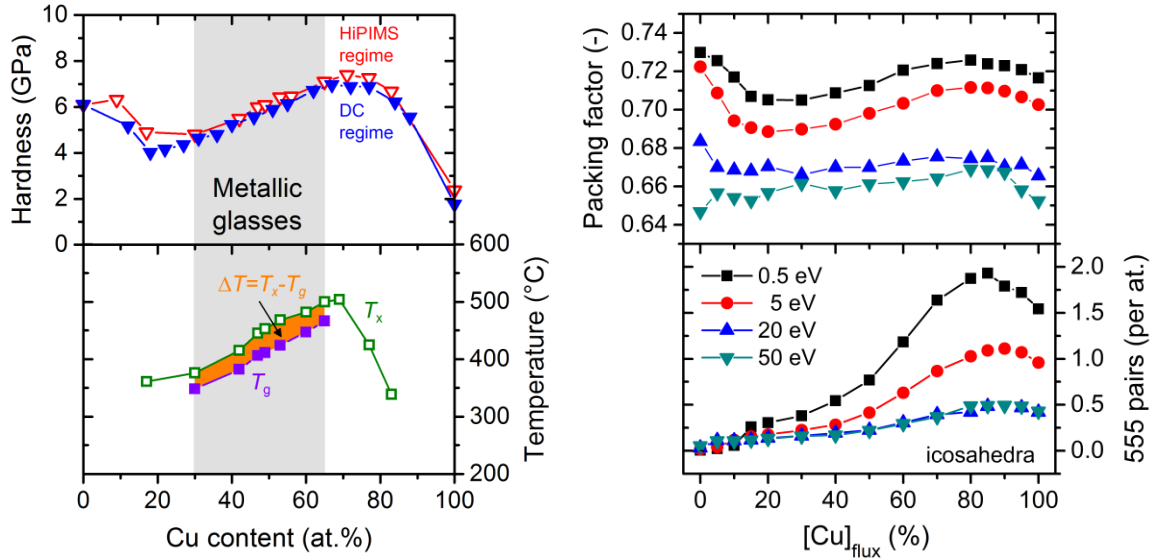 Hardness (GPa)
10
8
6
4
2
0
HiPIMS
regime
DC
regime
Metallic
glasses
600
500
400
300
200
Temperature (°C)
ΔT=Tx-Tg
Tx
Tg
0 20 40 60 80 100
Cu content (at.%)
Packing factor (-)
0.74
0.72
0.70
0.68
0.66
0.64
0.5 eV
5 eV
20 eV
50 eV
2.0
1.5
1.0
0.5
0.0
555 pairs (per at.)
icosahedra
0 20 40 60 80 100
[Cu]flux (%)